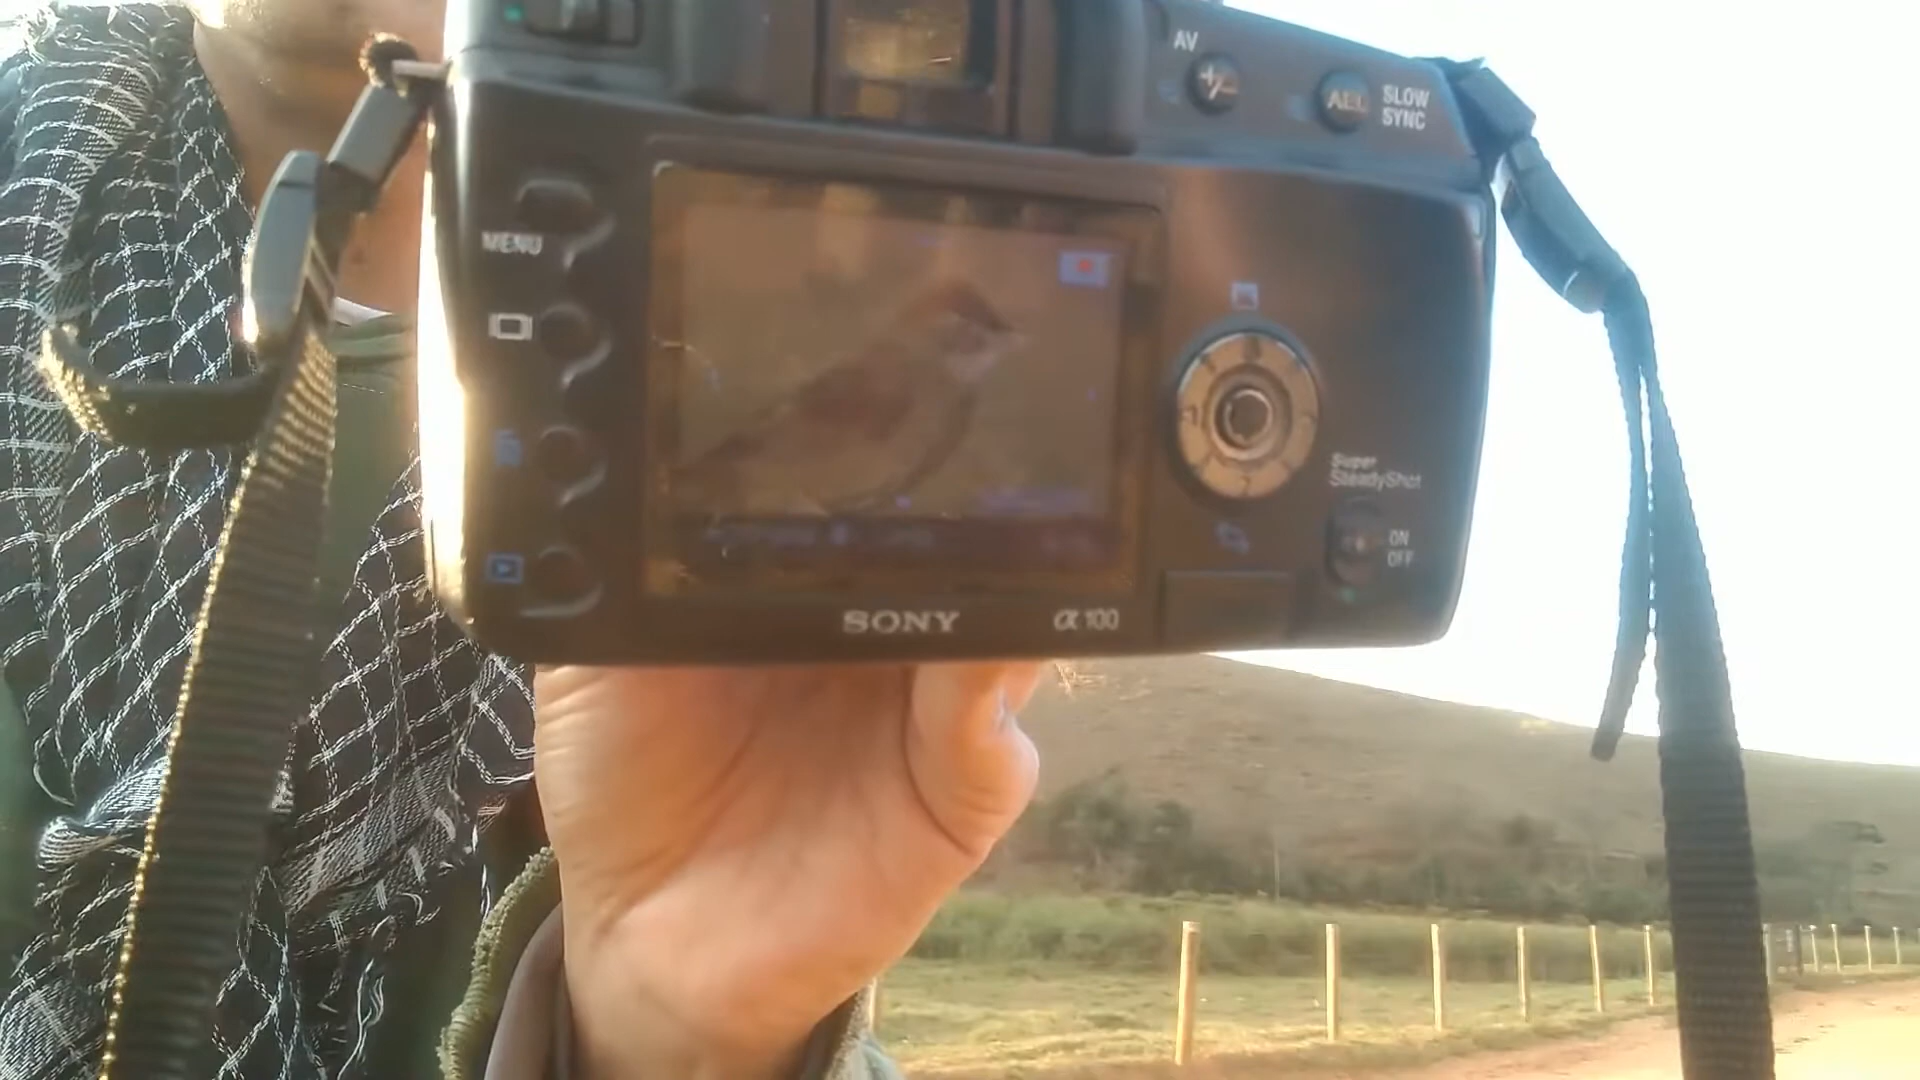 AV
+/-
AEL
SLOW
SYNC
MENU
Super
SteadyShot
ON
OFF
SONY
α100